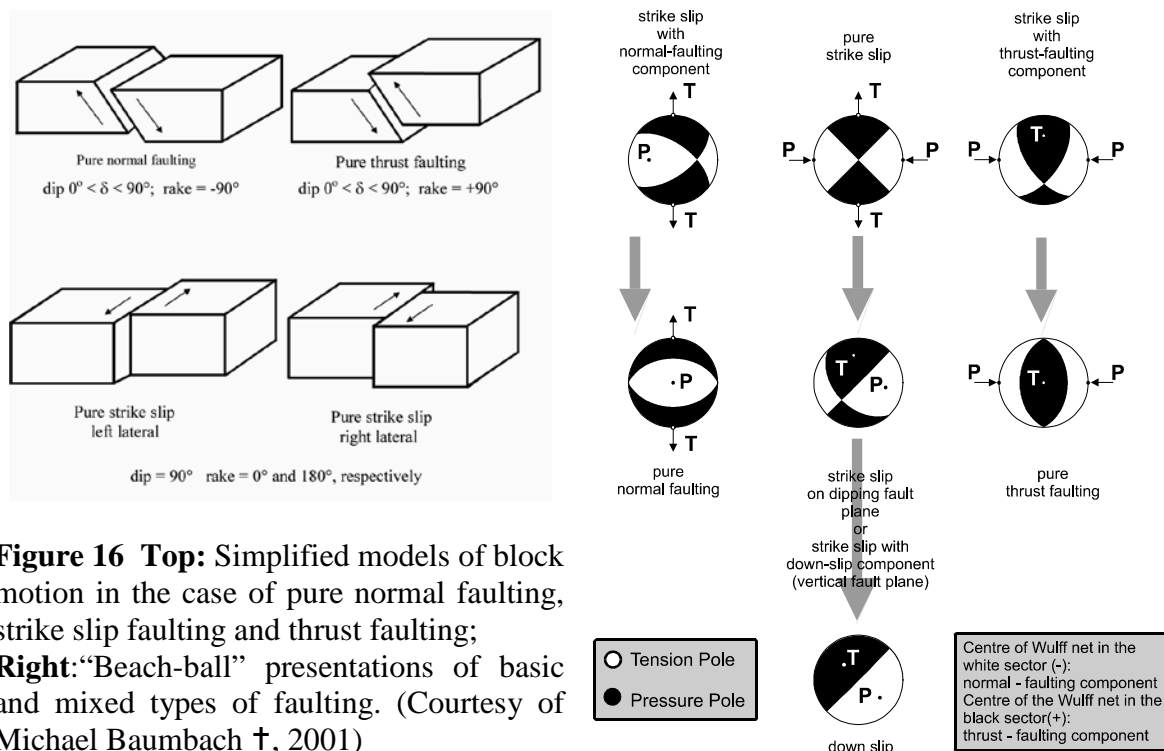 Pure normal faulting
dip 0° < δ < 90°; rake = -90°
Pure thrust faulting
dip 0° < δ < 90°; rake = +90°
Pure strike slip
left lateral
Pure strike slip
right lateral
dip = 90° rake = 0° and 180°, respectively
Figure 16 Top: Simplified models of block
motion in the case of pure normal faulting,
strike slip faulting and thrust faulting;
Right:“Beach-ball” presentations of basic
and mixed types of faulting. (Courtesy of
Michael Baumbach †, 2001)
strike slip
with
normal-faulting
component
T
P
T
pure
normal faulting
T
P
T
pure
strike slip
T
P
P
T
T
P
strike slip
on dipping fault
plane
or
strike slip with
down-slip component
(vertical fault plane)
T
P
down slip
strike slip
with
thrust-faulting
component
T
P
P
T
P
P
pure
thrust faulting
Tension Pole
Pressure Pole
Centre of Wulff net in the
white sector (-):
normal - faulting component
Centre of the Wulff net in the
black sector(+):
thrust - faulting component